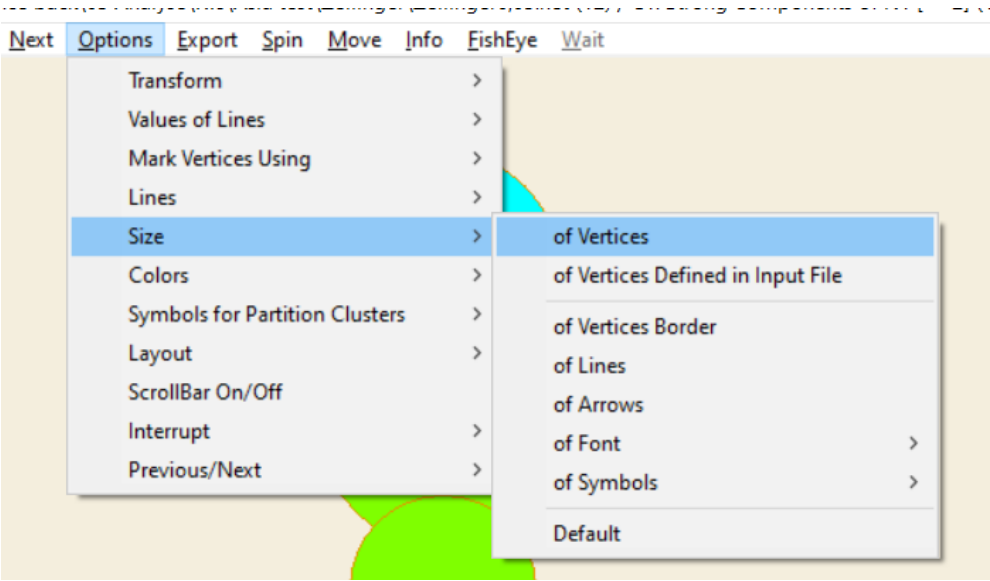 Next Options Export Spin Move Info FishEye Wait
Transform
Values of Lines
Mark Vertices Using
Lines
Size
Colors
Symbols for Partition Clusters
Layout
ScrollBar On/Off
Interrupt
Previous/Next
of Vertices
of Vertices Defined in Input File
of Vertices Border
of Lines
of Arrows
of Font
of Symbols
Default